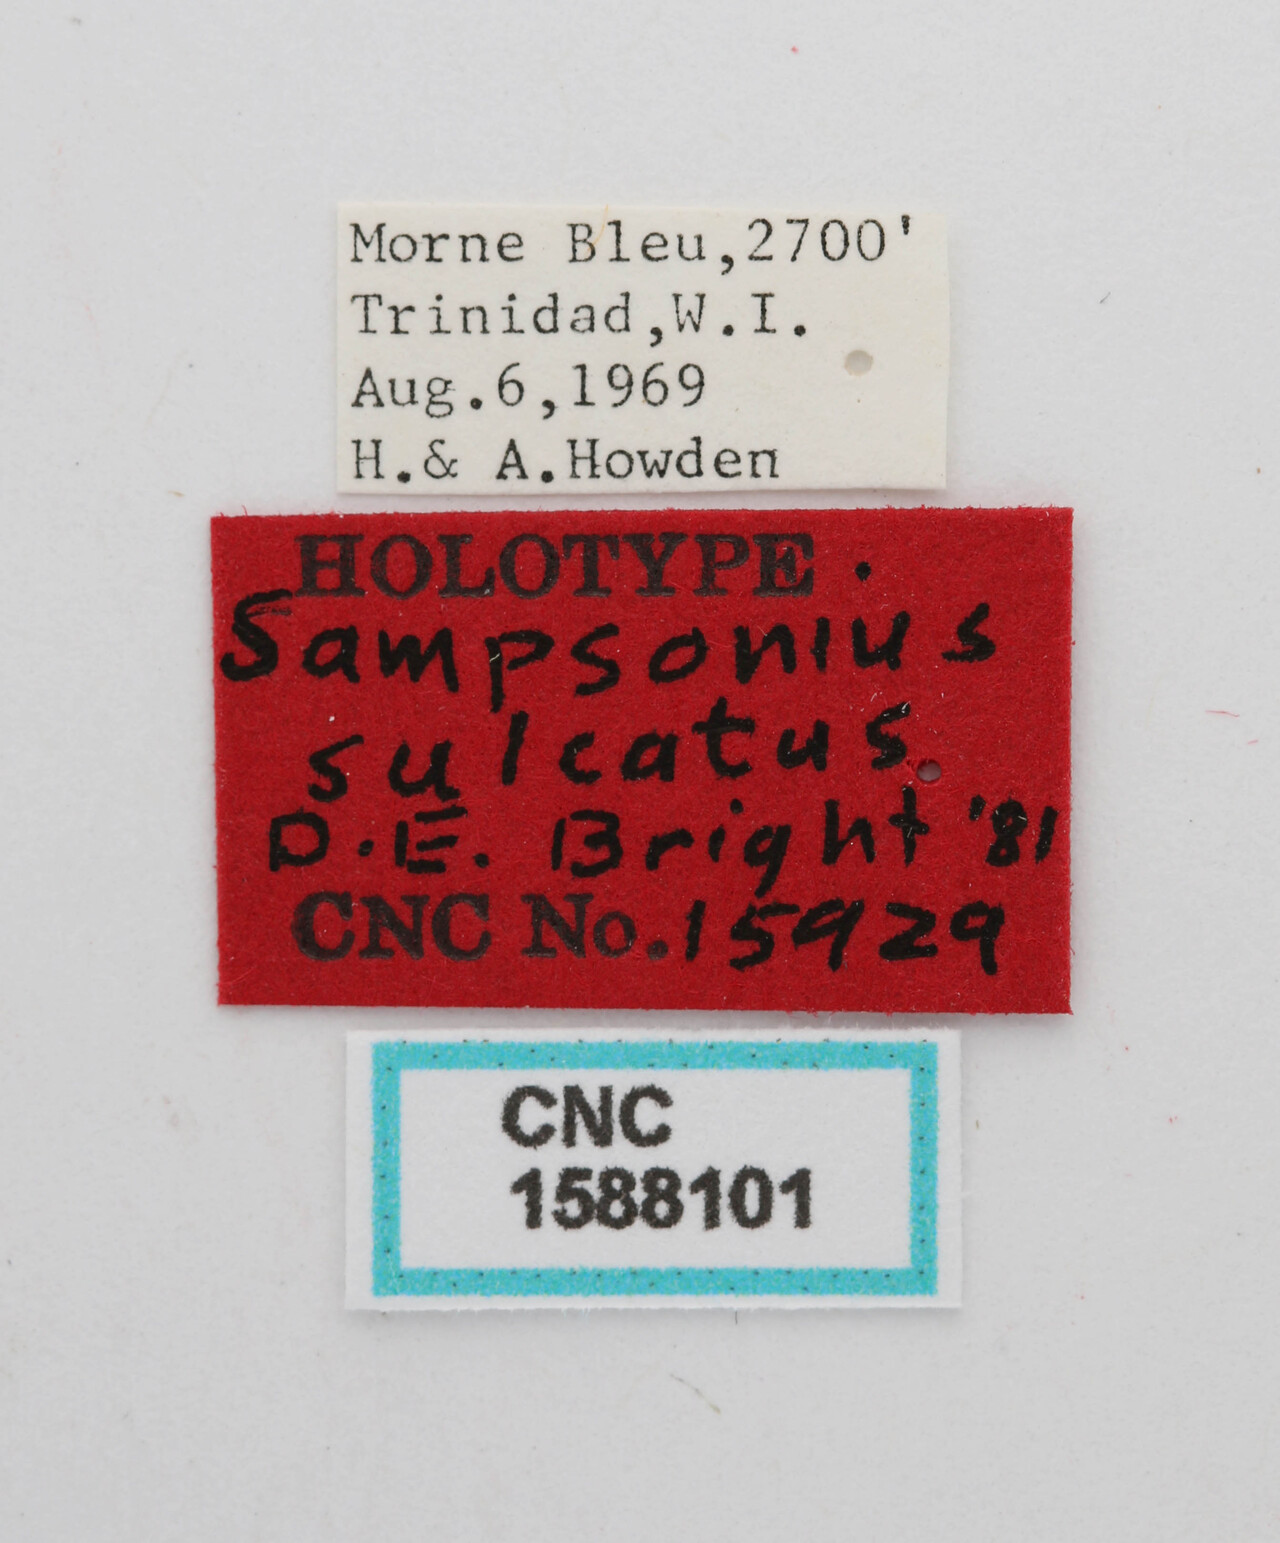 Morne Bleu,2700'
Trinidad,W.I.
Aug.6,1969
H.& A.Howden
HOLOTYPE
Sampsonius
sulcatus
D.E. Bright '81
CNC No. 15929
CNC
1588101